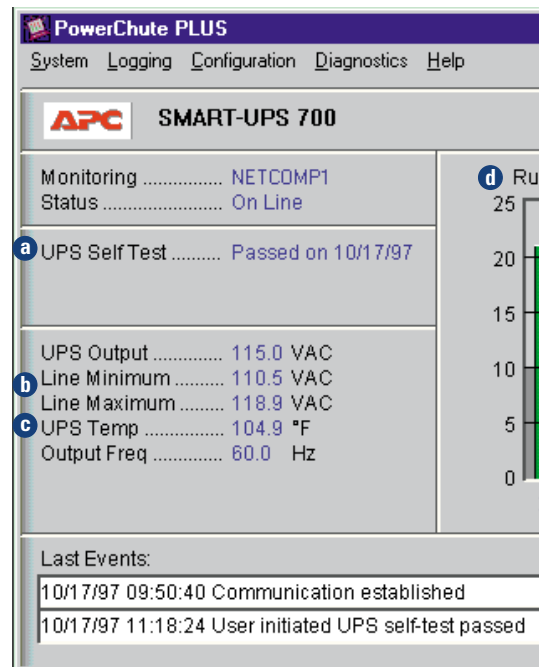 PowerChute PLUS
System Logging Configuration Diagnostics Help
APC SMART-UPS 700
Monitoring ............... NETCOMP1
Status ...................... On Line
a UPS Self Test .......... Passed on 10/17/97
UPS Output ............. 115.0 VAC
b Line Minimum ......... 110.5 VAC
Line Maximum ........ 118.9 VAC
c UPS Temp ............... 104.9 °F
Output Freq ............. 60.0 Hz
d Ru
25
20
15
10
5
0
Last Events:
10/17/97 09:50:40 Communication established
10/17/97 11:18:24 User initiated UPS self-test passed